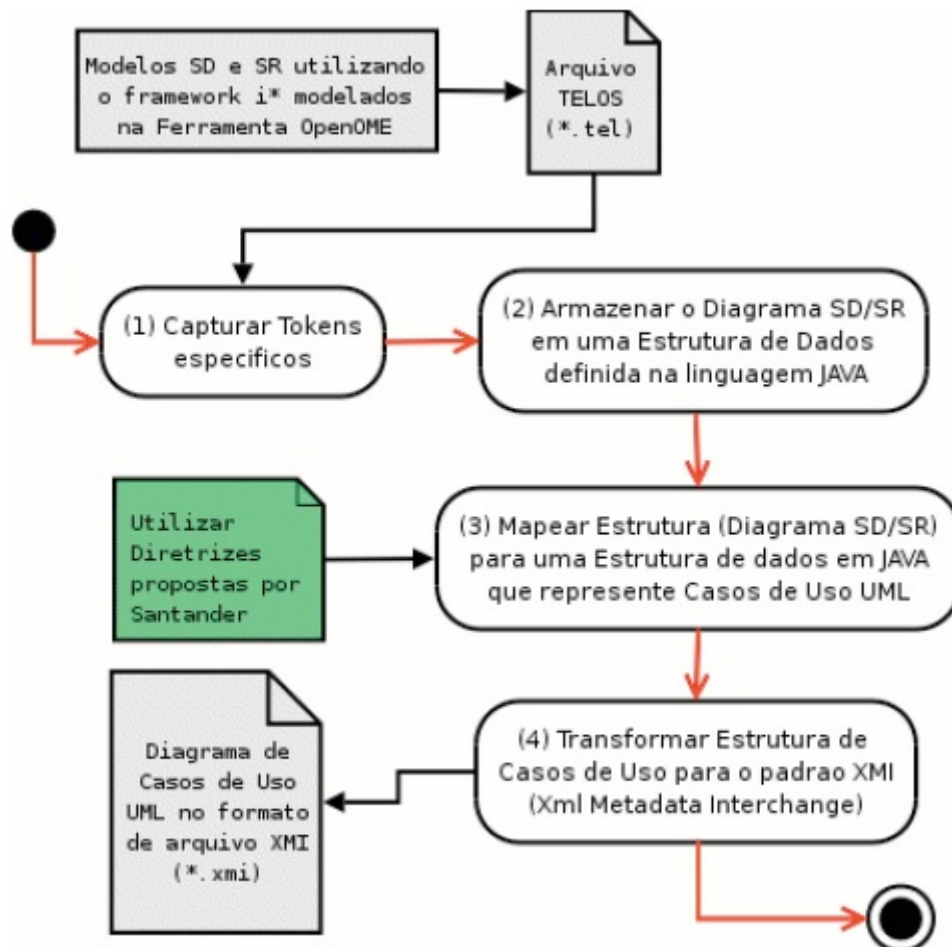 Modelos SD e SR utilizando
o framework i* modelados
na Ferramenta OpenOME
Arquivo
TELOS
(*.tel)
(1) Capturar Tokens
especificos
(2) Armazenar o Diagrama SD/SR
em uma Estrutura de Dados
definida na linguagem JAVA
Utilizar
Diretrizes
propostas por
Santander
(3) Mapear Estrutura (Diagrama SD/SR)
para uma Estrutura de dados em JAVA
que represente Casos de Uso UML
Diagrama de
Casos de Uso
UML no formato
de arquivo XMI
(*.xmi)
(4) Transformar Estrutura de
Casos de Uso para o padrao XMI
(Xml Metadata Interchange)